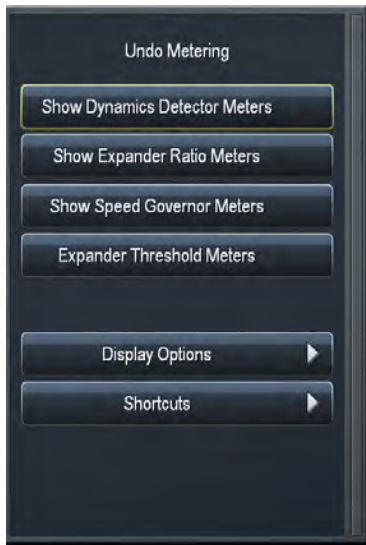 Undo Metering
Show Dynamics Detector Meters
Show Expander Ratio Meters
Show Speed Governor Meters
Expander Threshold Meters
Display Options
Shortcuts